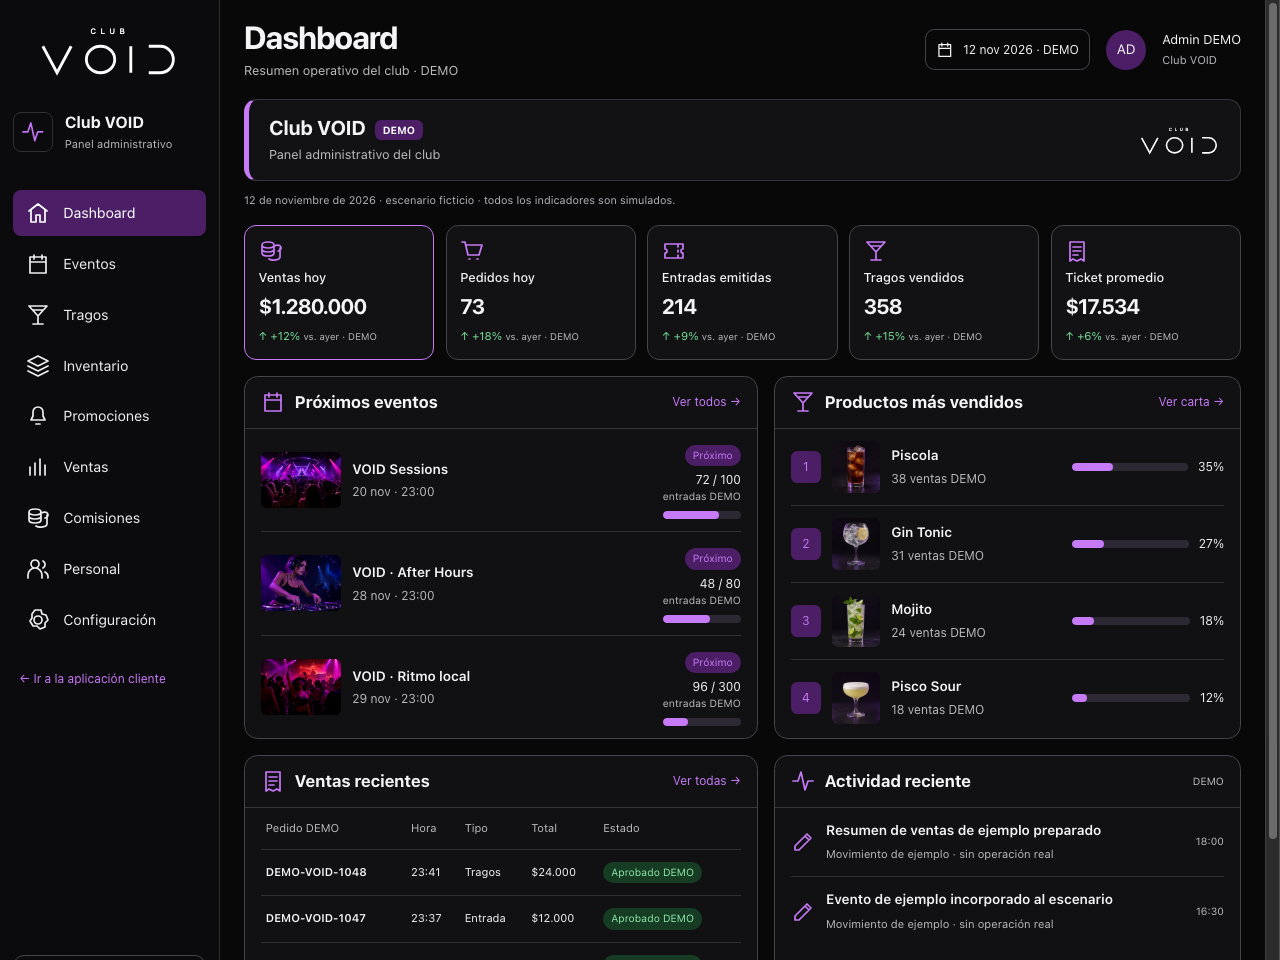 CLUB
VOID
Club VOID
Panel administrativo
Dashboard
Eventos
Tragos
Inventario
Promociones
Ventas
Comisiones
Personal
Configuración
← Ir a la aplicación cliente
Dashboard
Resumen operativo del club · DEMO
12 nov 2026 · DEMO
AD
Admin DEMO
Club VOID
Club VOID DEMO
Panel administrativo del club
CLUB
VOID
12 de noviembre de 2026 · escenario ficticio · todos los indicadores son simulados.
Ventas hoy
$1.280.000
↑ +12% vs. ayer · DEMO
Pedidos hoy
73
↑ +18% vs. ayer · DEMO
Entradas emitidas
214
↑ +9% vs. ayer · DEMO
Tragos vendidos
358
↑ +15% vs. ayer · DEMO
Ticket promedio
$17.534
↑ +6% vs. ayer · DEMO
Próximos eventos
Ver todos →
VOID Sessions
20 nov · 23:00
Próximo
72 / 100
entradas DEMO
VOID · After Hours
28 nov · 23:00
Próximo
48 / 80
entradas DEMO
VOID · Ritmo local
29 nov · 23:00
Próximo
96 / 300
entradas DEMO
Productos más vendidos
Ver carta →
1
Piscola
38 ventas DEMO
35%
2
Gin Tonic
31 ventas DEMO
27%
3
Mojito
24 ventas DEMO
18%
4
Pisco Sour
18 ventas DEMO
12%
Ventas recientes
Ver todas →
Pedido DEMO Hora Tipo Total Estado
DEMO-VOID-1048 23:41 Tragos $24.000 Aprobado DEMO
DEMO-VOID-1047 23:37 Entrada $12.000 Aprobado DEMO
Actividad reciente
DEMO
Resumen de ventas de ejemplo preparado
Movimiento de ejemplo · sin operación real
18:00
Evento de ejemplo incorporado al escenario
Movimiento de ejemplo · sin operación real
16:30